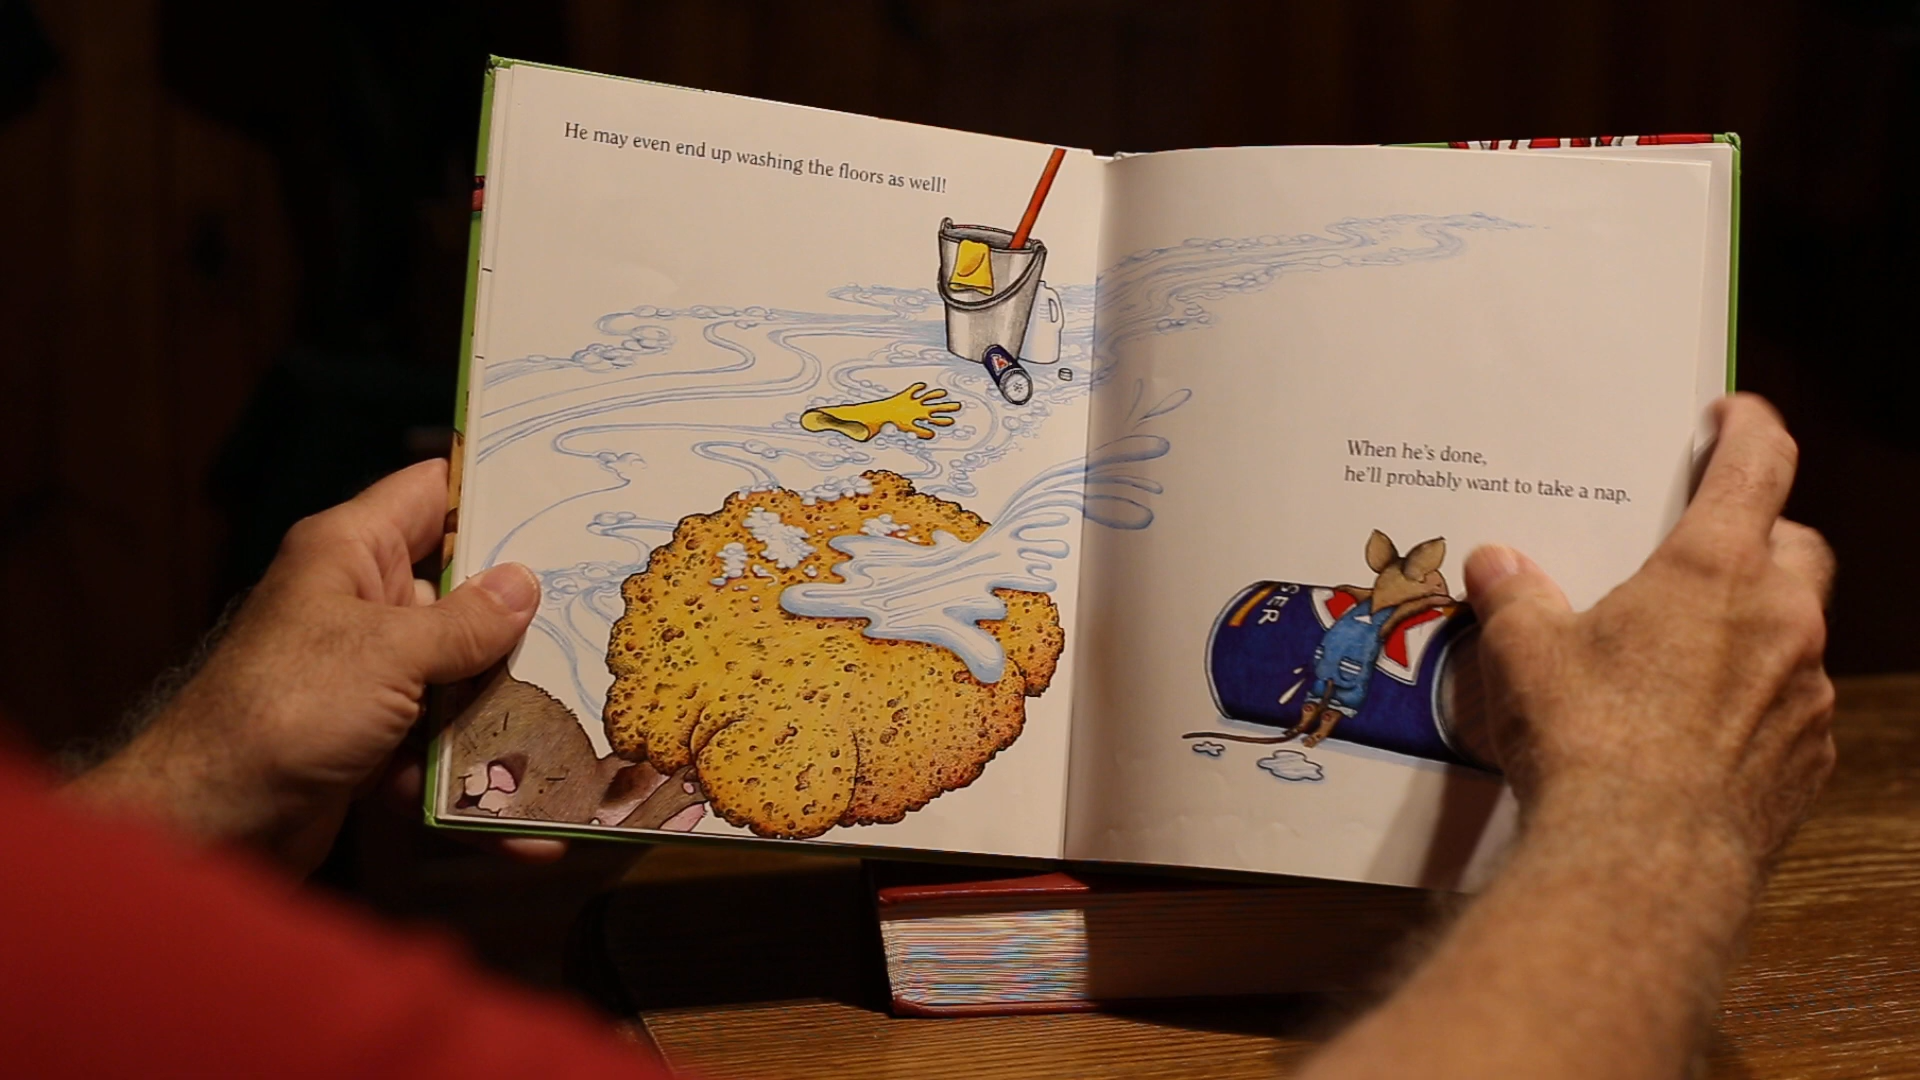 He may even end up washing the floors as well!
When he's done,
he'll probably want to take a nap.
SER